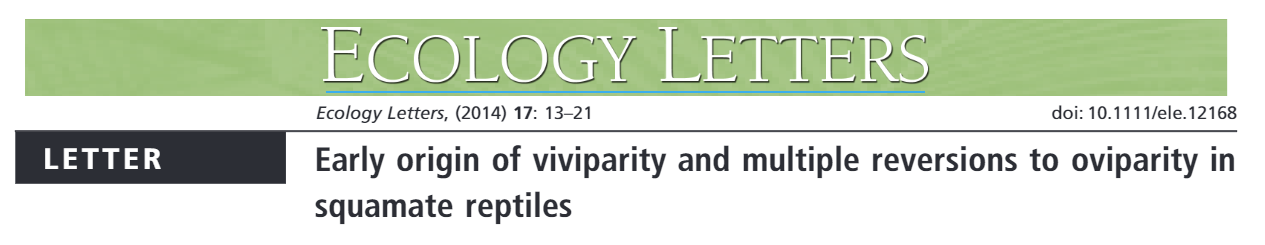 ECOLOGY LETTERS
Ecology Letters, (2014) 17: 13–21 doi: 10.1111/ele.12168
LETTER Early origin of viviparity and multiple reversions to oviparity in
squamate reptiles